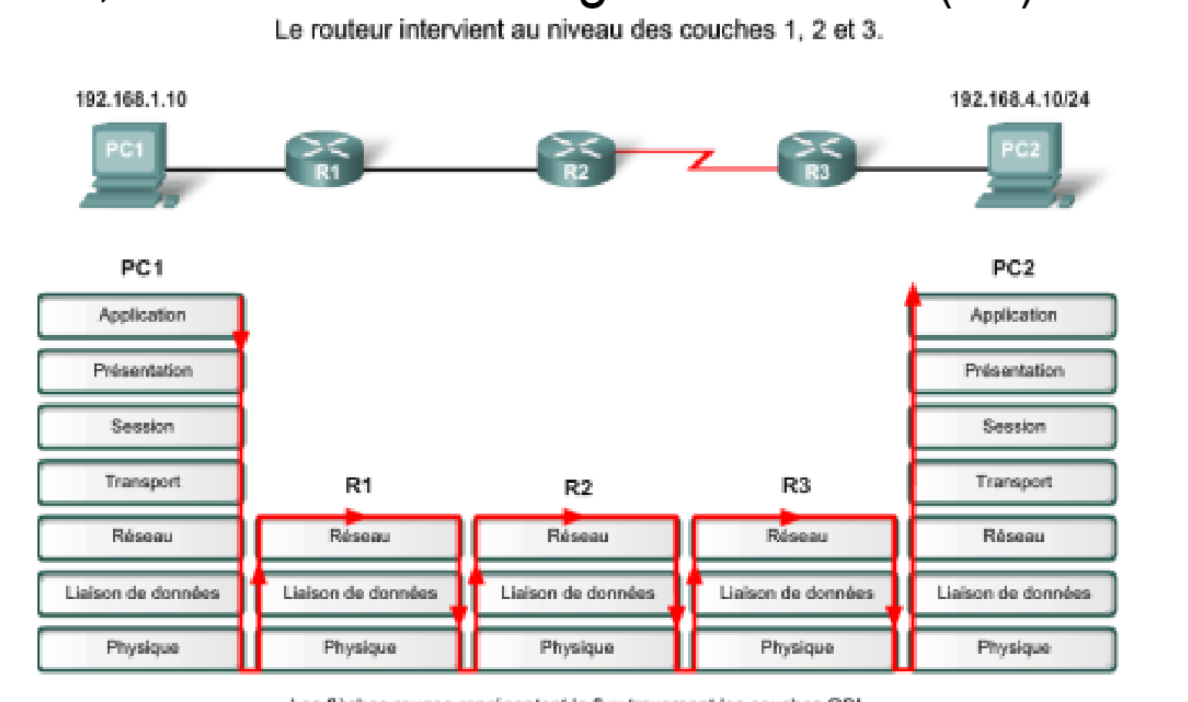 Le routeur intervient au niveau des couches 1, 2 et 3.
192.168.1.10
192.168.4.10/24
PC1
R1
R2
R3
PC2
PC1
PC2
Application
Application
Présentation
Présentation
Session
Session
Transport
R1
R2
R3
Transport
Réseau
Réseau
Réseau
Réseau
Réseau
Liaison de données
Liaison de données
Liaison de données
Liaison de données
Liaison de données
Physique
Physique
Physique
Physique
Physique